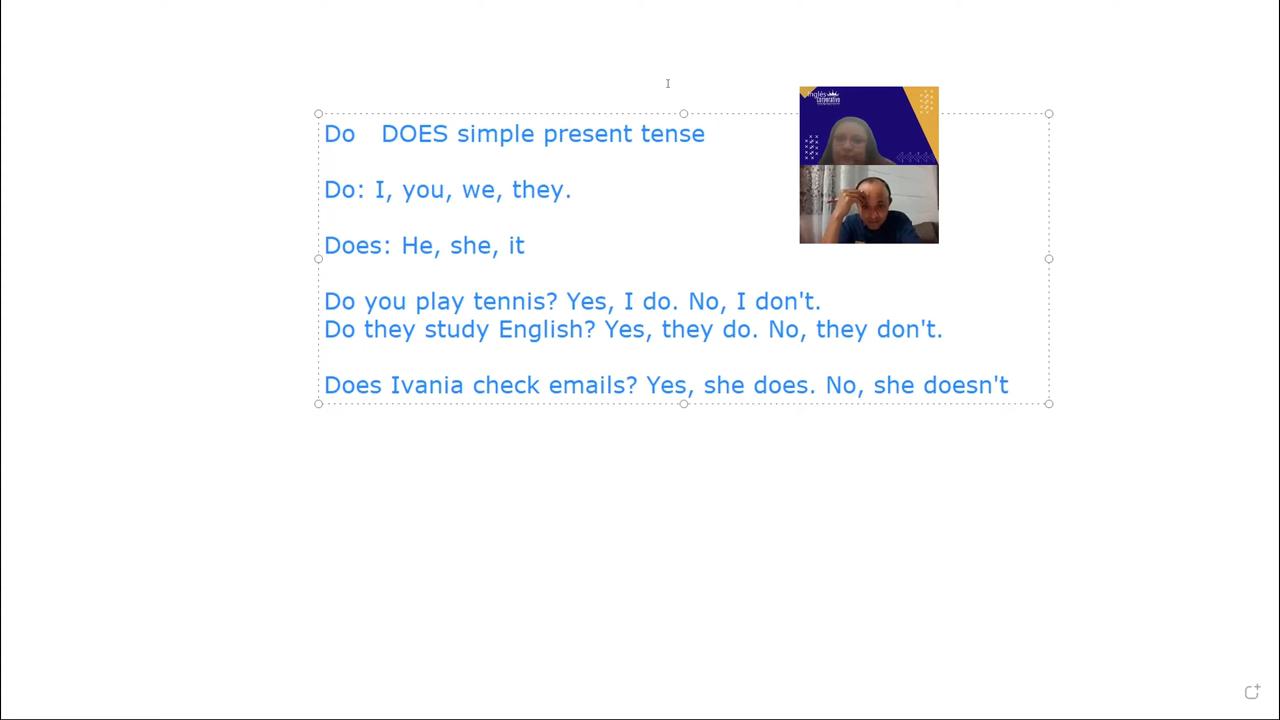 Do DOES simple present tense
Do: I, you, we, they.
Does: He, she, it
Do you play tennis? Yes, I do. No, I don't.
Do they study English? Yes, they do. No, they don't.
Does Ivania check emails? Yes, she does. No, she doesn't
Inglés
Corporativo